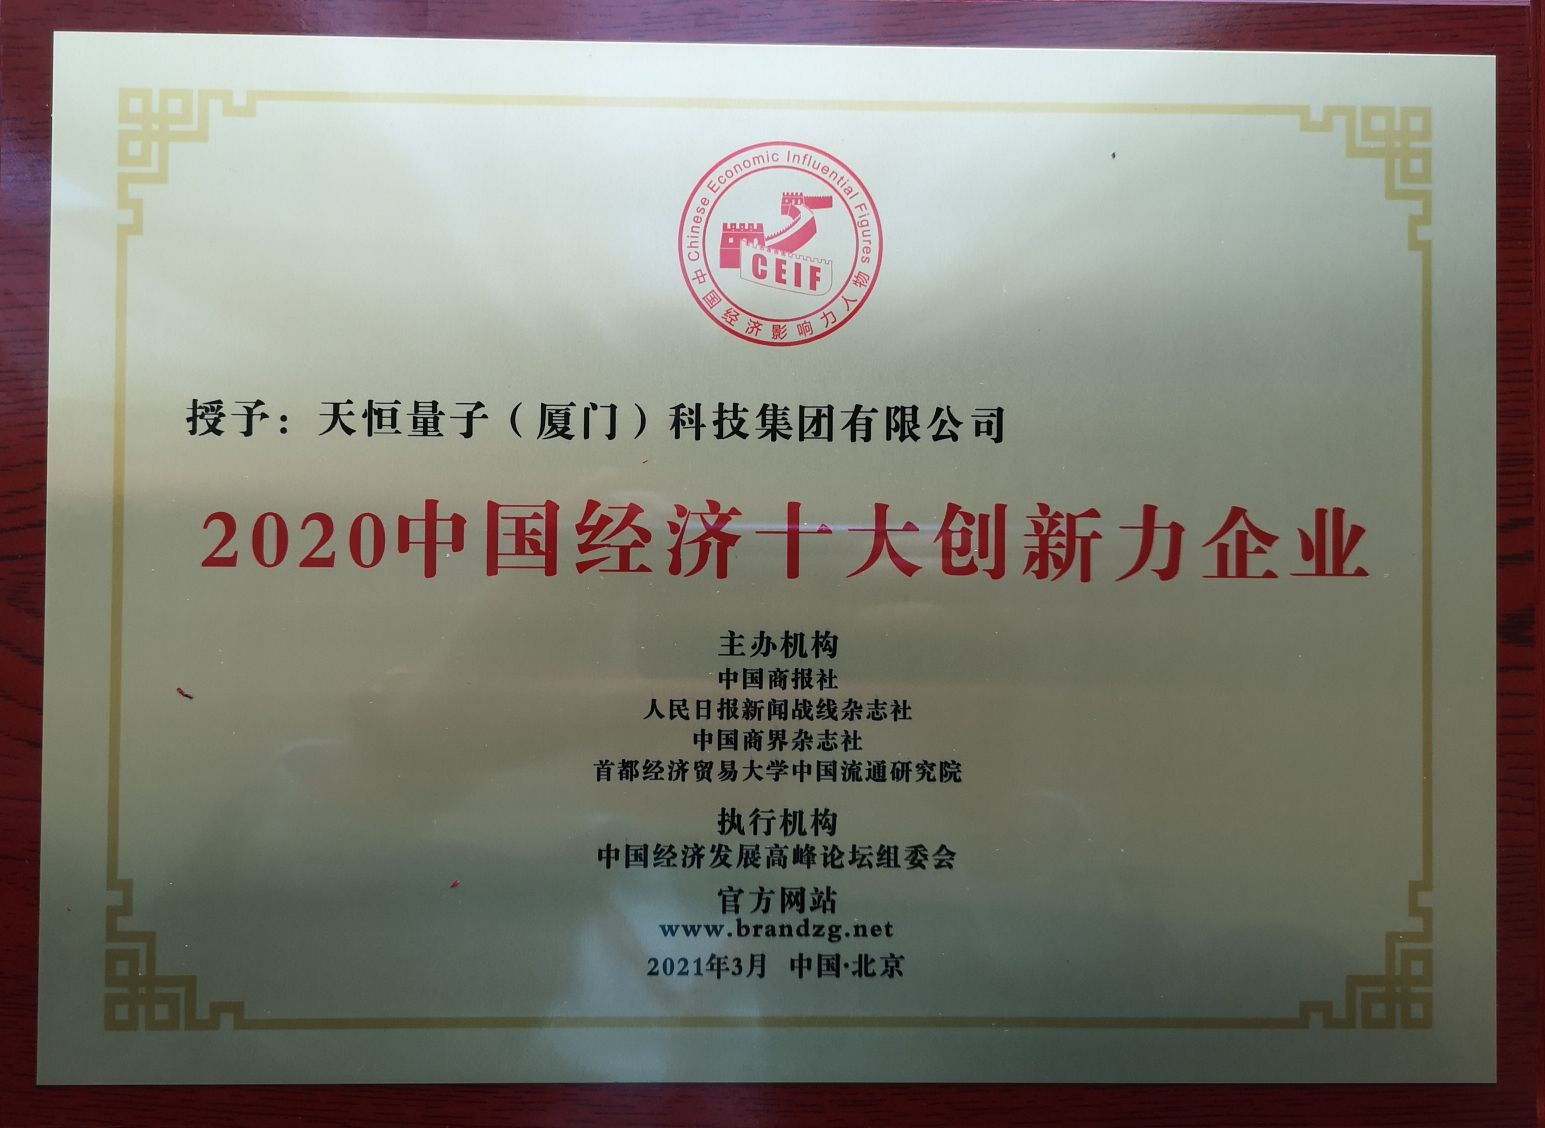 Chinese Economic Influential Figures
CEIF
中国经济影响力人物
授予：天恒量子（厦门）科技集团有限公司
2020中国经济十大创新力企业
主办机构
中国商报社
人民日报新闻战线杂志社
中国商界杂志社
首都经济贸易大学中国流通研究院
执行机构
中国经济发展高峰论坛组委会
官方网站
www.brandzg.net
2021年3月 中国·北京